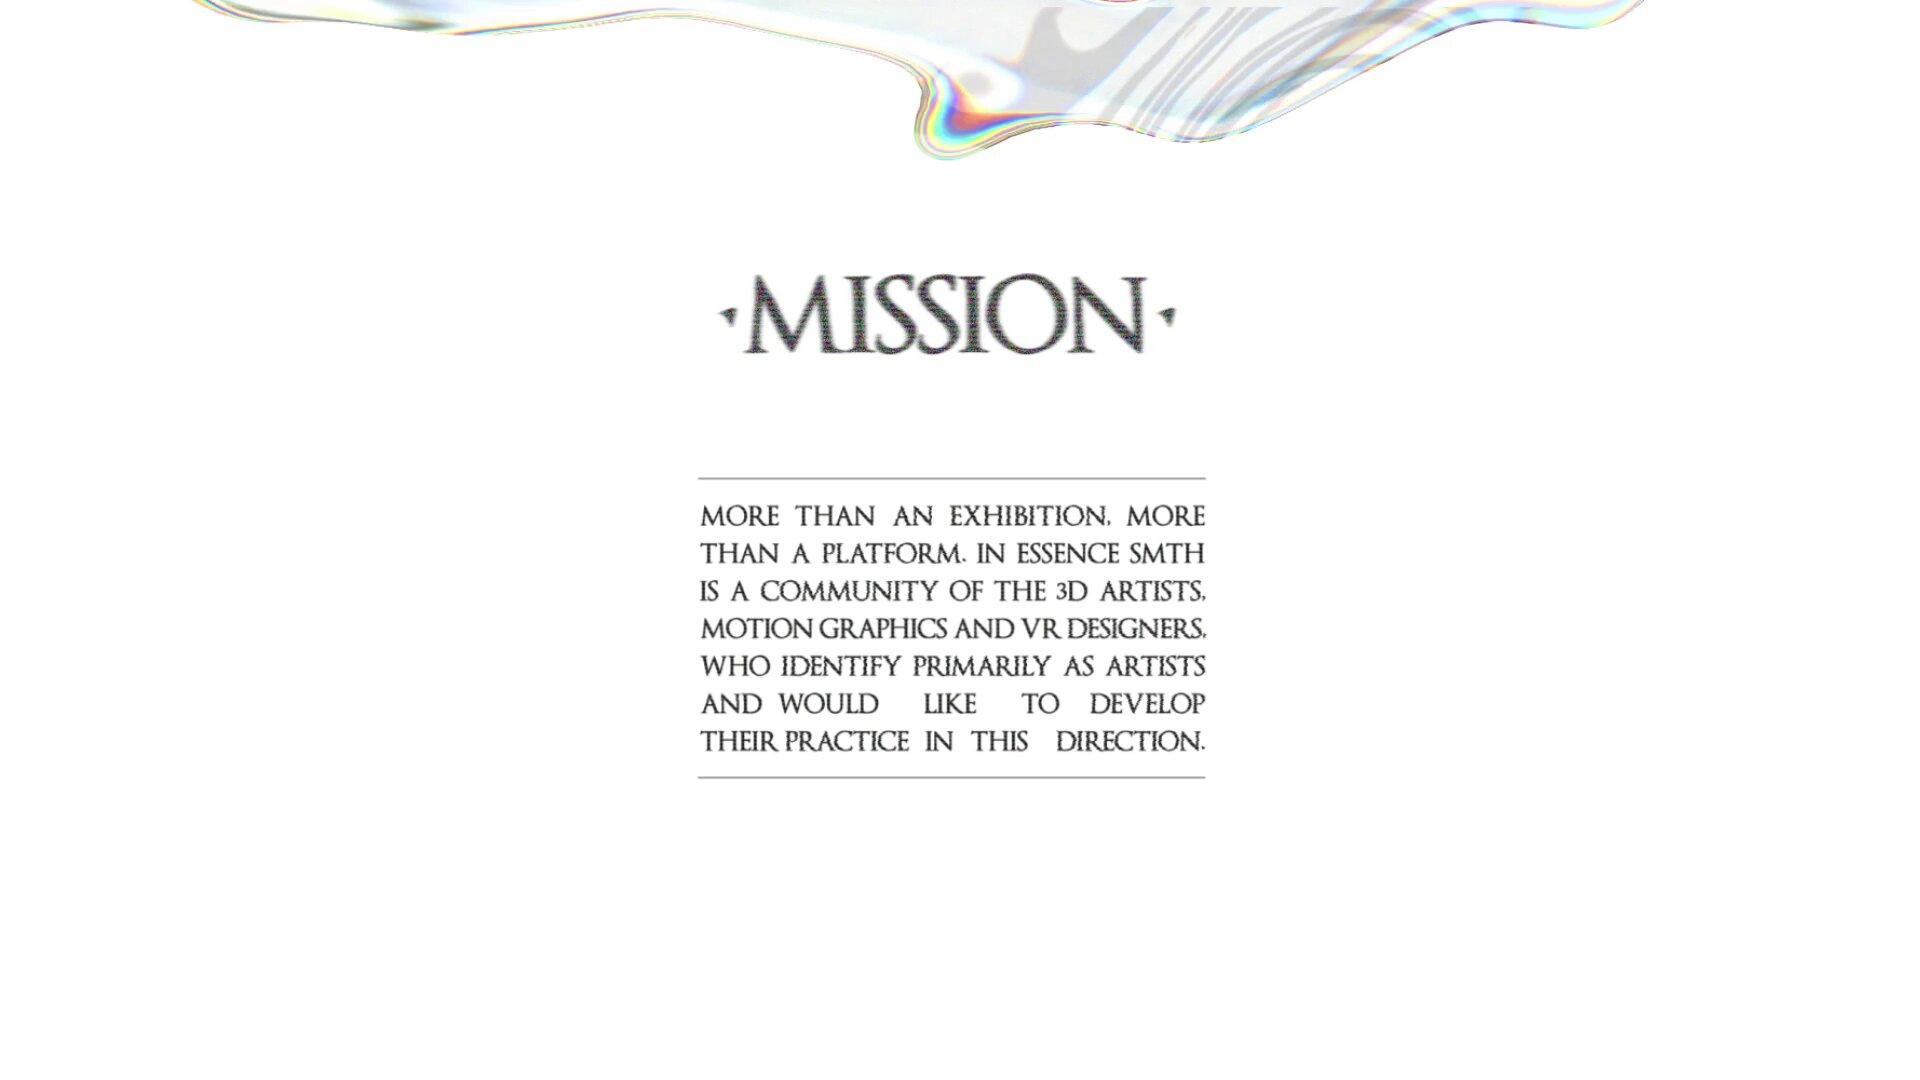 MISSION
MORE THAN AN EXHIBITION, MORE
THAN A PLATFORM. IN ESSENCE SMTH
IS A COMMUNITY OF THE 3D ARTISTS,
MOTION GRAPHICS AND VR DESIGNERS,
WHO IDENTIFY PRIMARILY AS ARTISTS
AND WOULD LIKE TO DEVELOP
THEIR PRACTICE IN THIS DIRECTION.